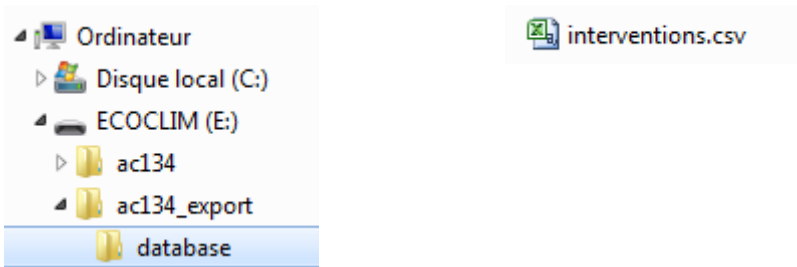 Ordinateur
Disque local (C:)
ECOCLIM (E:)
ac134
ac134_export
database
interventions.csv